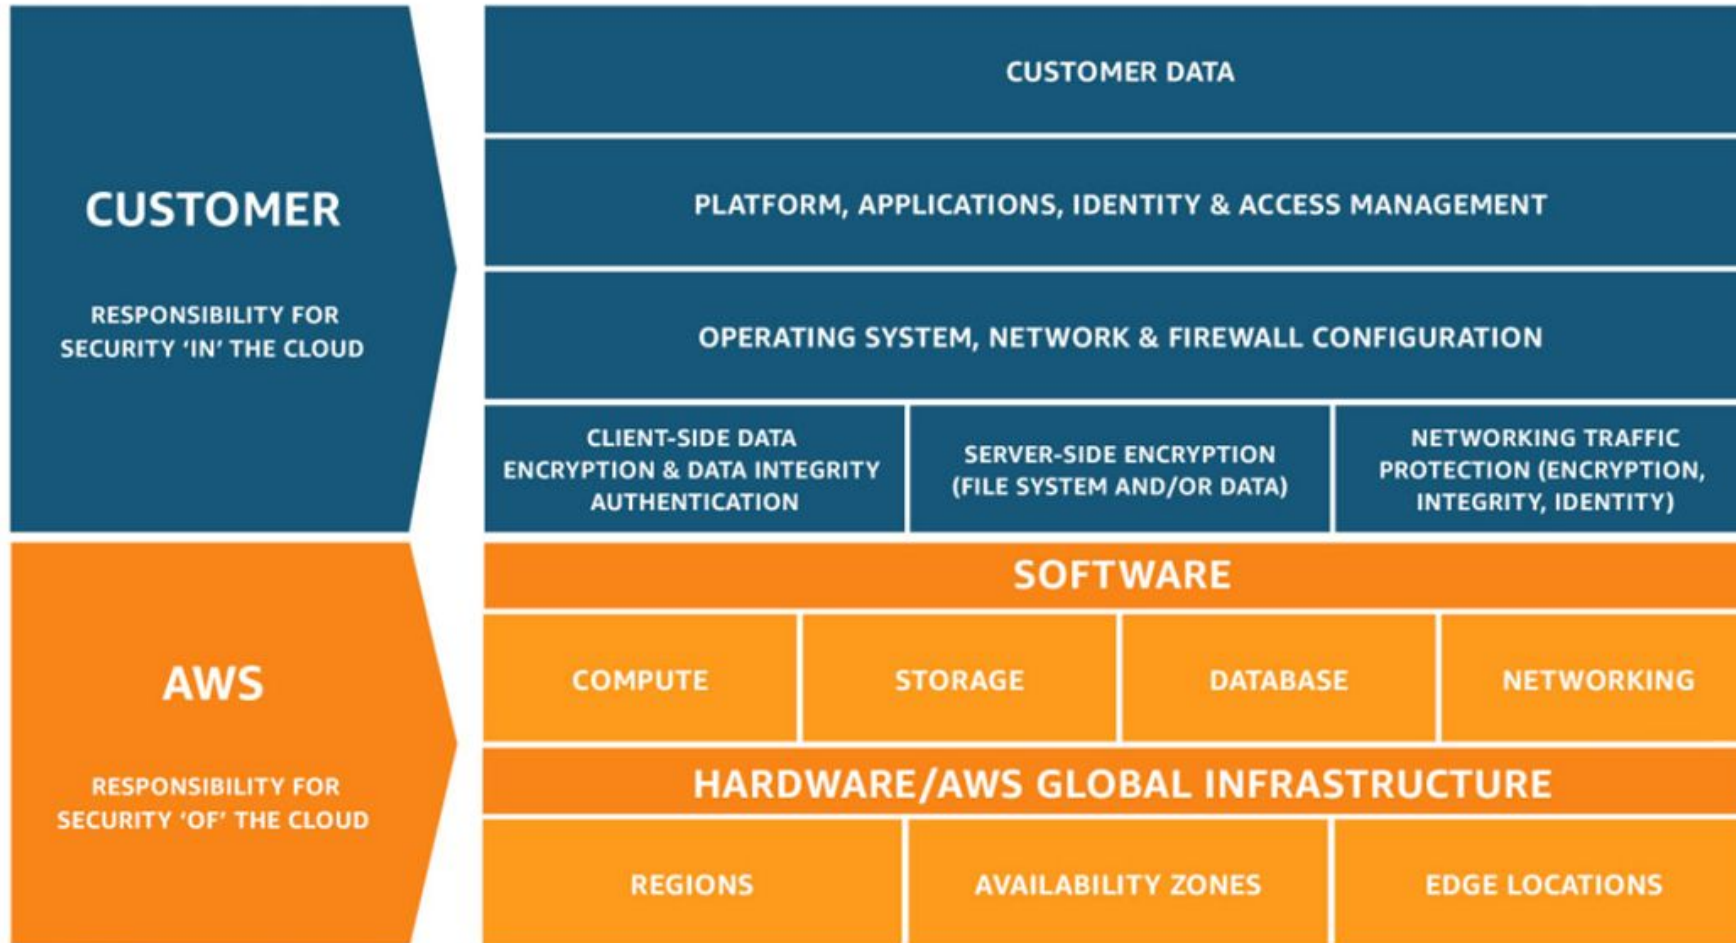 CUSTOMER
RESPONSIBILITY FOR
SECURITY ‘IN’ THE CLOUD
CUSTOMER DATA
PLATFORM, APPLICATIONS, IDENTITY & ACCESS MANAGEMENT
OPERATING SYSTEM, NETWORK & FIREWALL CONFIGURATION
CLIENT-SIDE DATA
ENCRYPTION & DATA INTEGRITY
AUTHENTICATION
SERVER-SIDE ENCRYPTION
(FILE SYSTEM AND/OR DATA)
NETWORKING TRAFFIC
PROTECTION (ENCRYPTION,
INTEGRITY, IDENTITY)
AWS
RESPONSIBILITY FOR
SECURITY ‘OF’ THE CLOUD
SOFTWARE
COMPUTE
STORAGE
DATABASE
NETWORKING
HARDWARE/AWS GLOBAL INFRASTRUCTURE
REGIONS
AVAILABILITY ZONES
EDGE LOCATIONS